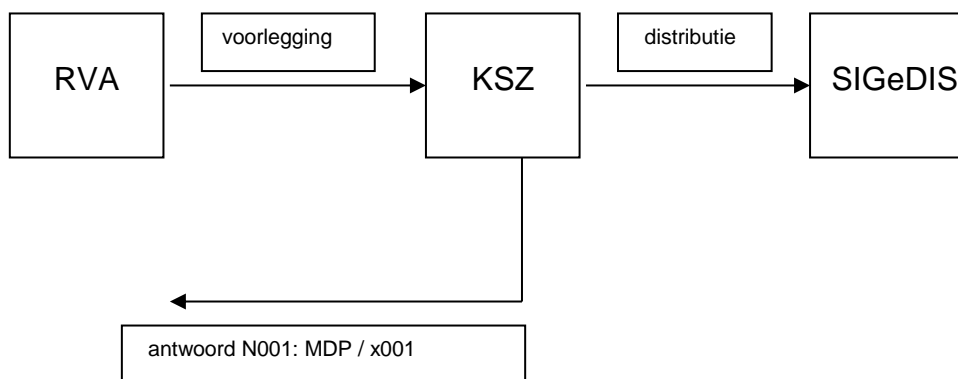 voorlegging
distributie
RVA
KSZ
SIGeDIS
antwoord N001: MDP / x001